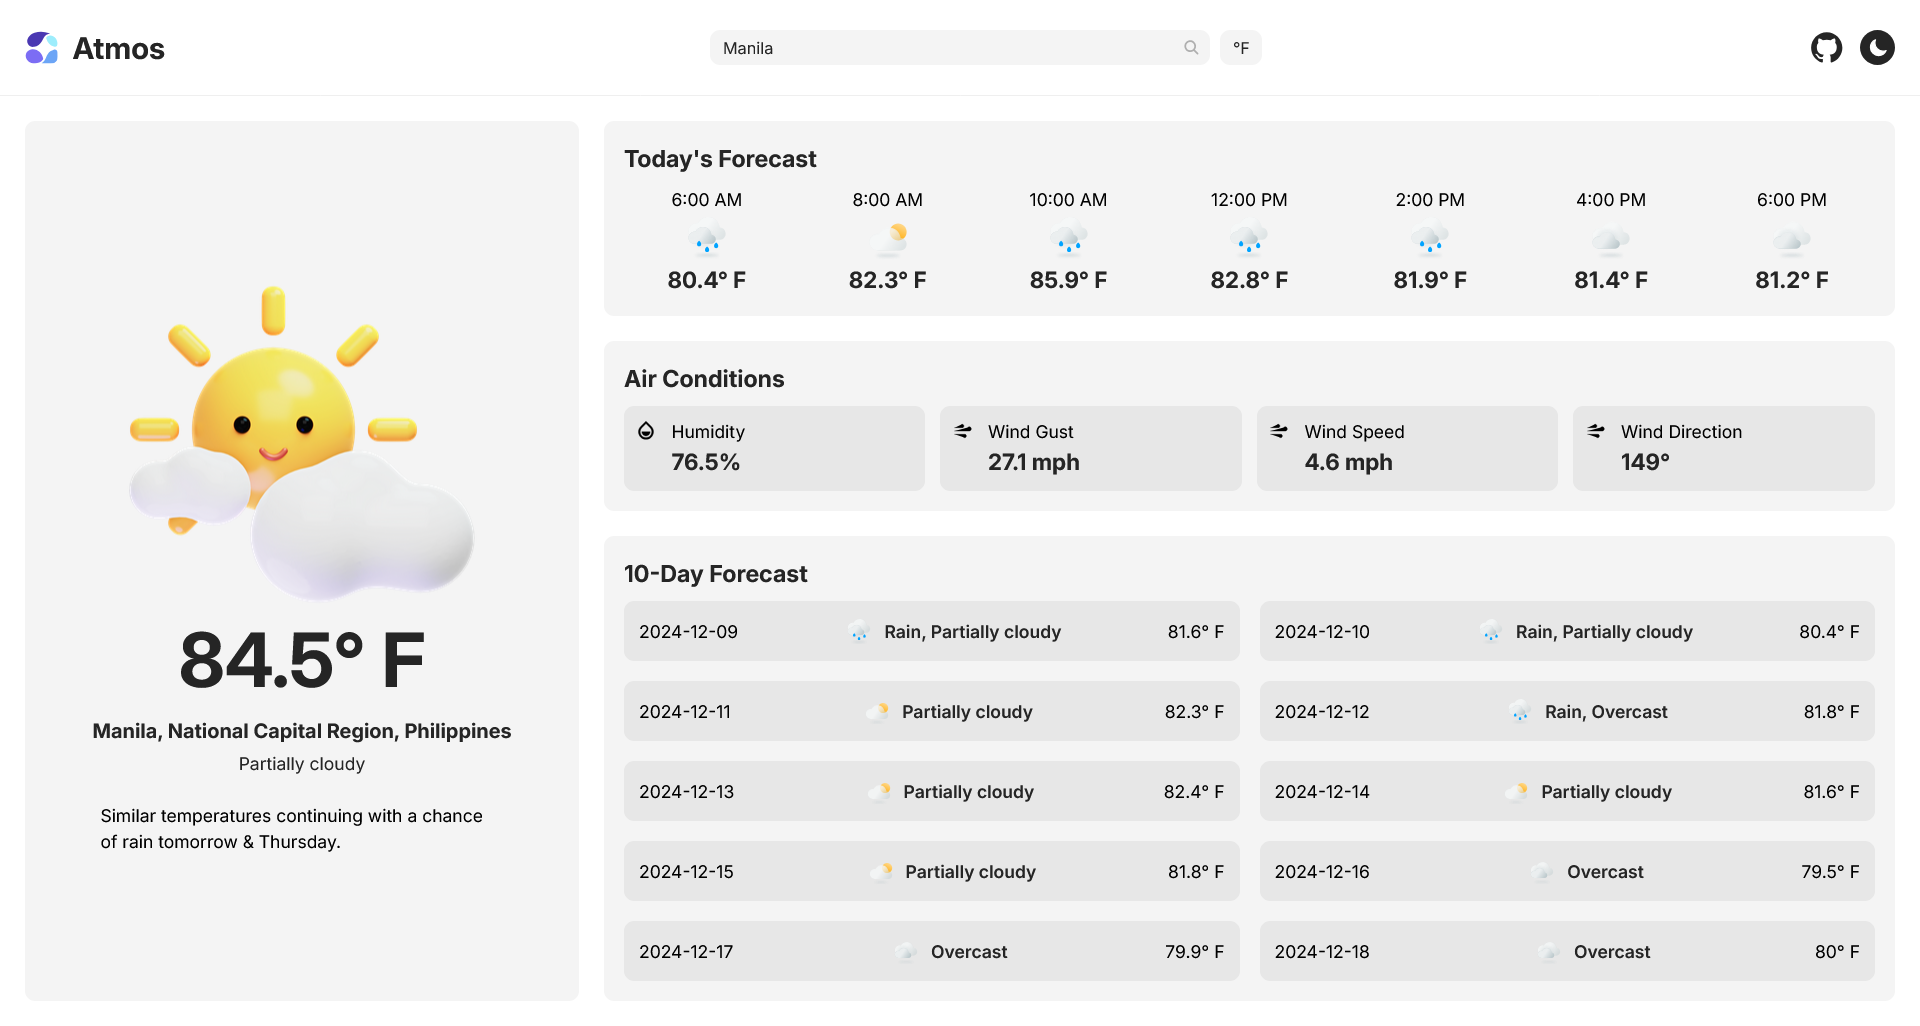 Atmos
Manila
°F
84.5° F
Manila, National Capital Region, Philippines
Partially cloudy
Similar temperatures continuing with a chance
of rain tomorrow & Thursday.
Today's Forecast
6:00 AM 8:00 AM 10:00 AM 12:00 PM 2:00 PM 4:00 PM 6:00 PM
80.4° F 82.3° F 85.9° F 82.8° F 81.9° F 81.4° F 81.2° F
Air Conditions
Humidity Wind Gust Wind Speed Wind Direction
76.5% 27.1 mph 4.6 mph 149°
10-Day Forecast
2024-12-09 Rain, Partially cloudy 81.6° F
2024-12-10 Rain, Partially cloudy 80.4° F
2024-12-11 Partially cloudy 82.3° F
2024-12-12 Rain, Overcast 81.8° F
2024-12-13 Partially cloudy 82.4° F
2024-12-14 Partially cloudy 81.6° F
2024-12-15 Partially cloudy 81.8° F
2024-12-16 Overcast 79.5° F
2024-12-17 Overcast 79.9° F
2024-12-18 Overcast 80° F